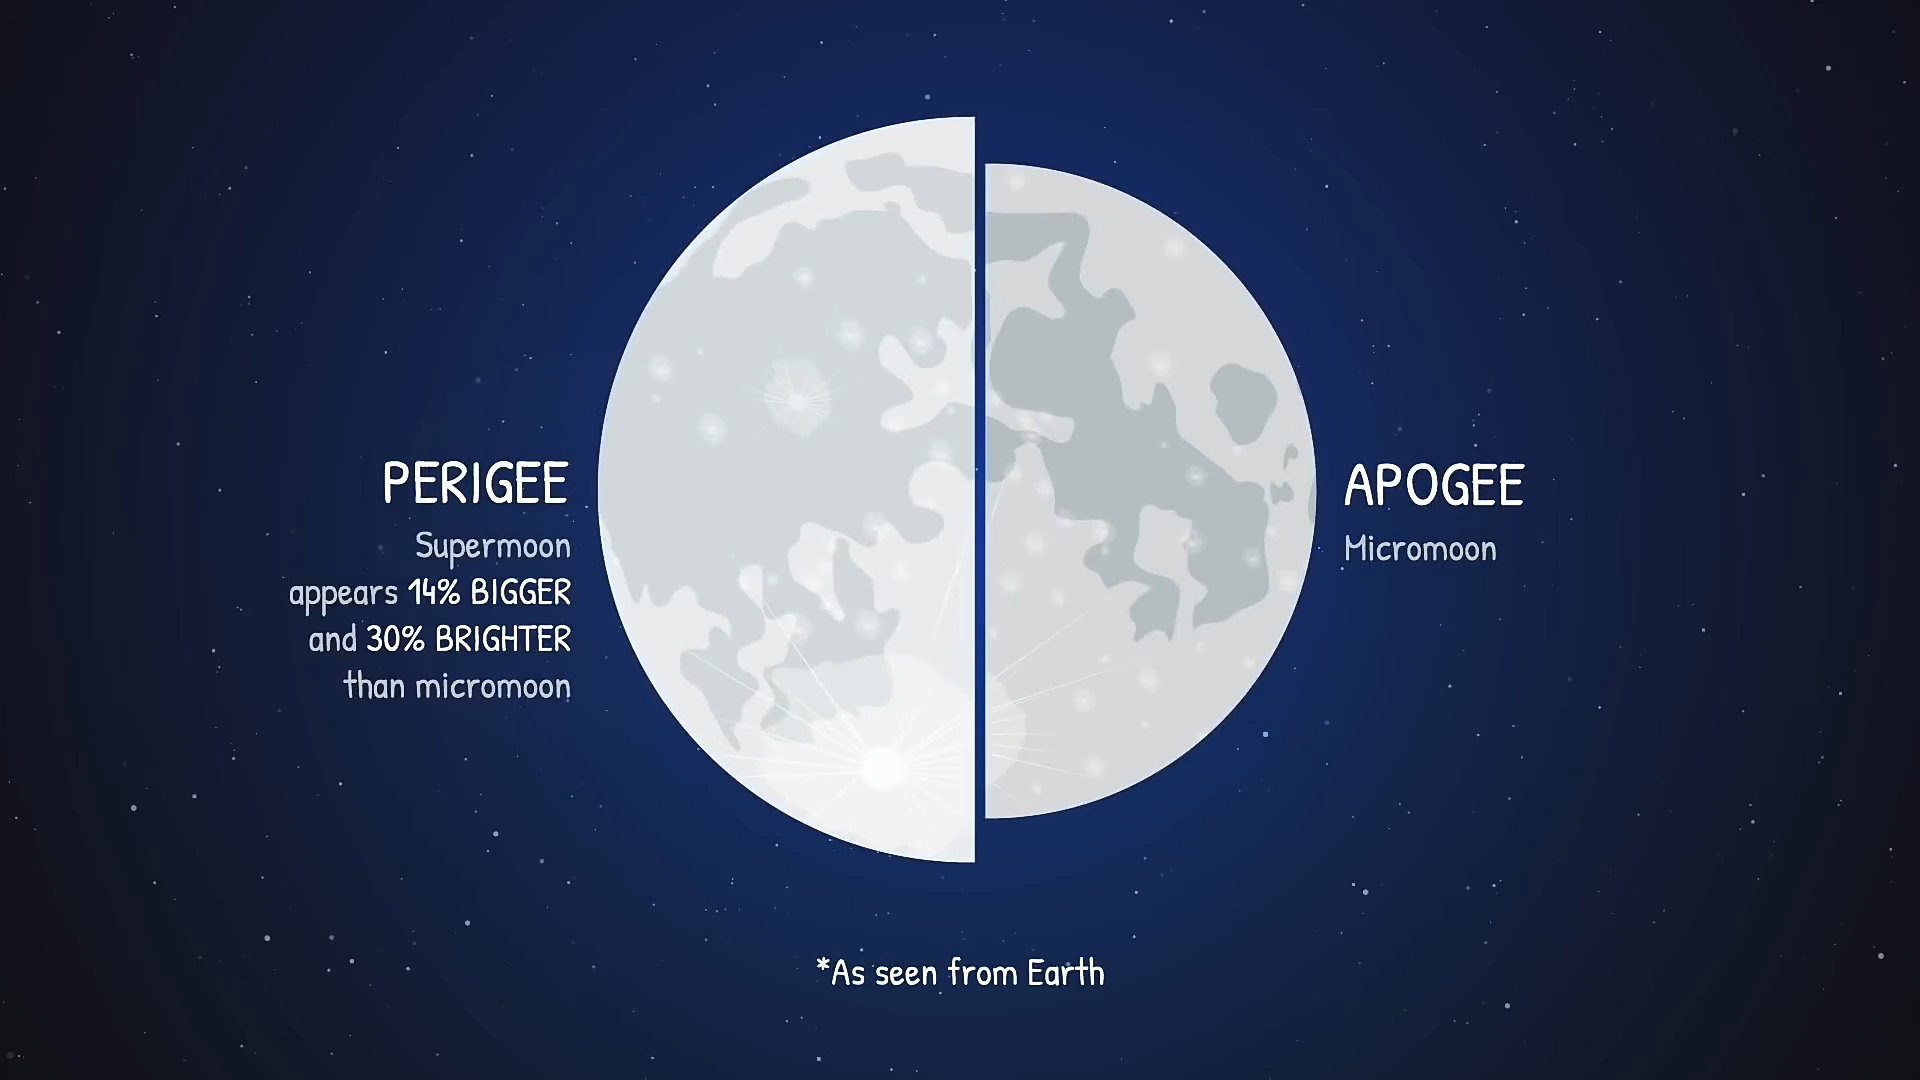 PERIGEE
Supermoon
appears 14% BIGGER
and 30% BRIGHTER
than micromoon
APOGEE
Micromoon
*As seen from Earth